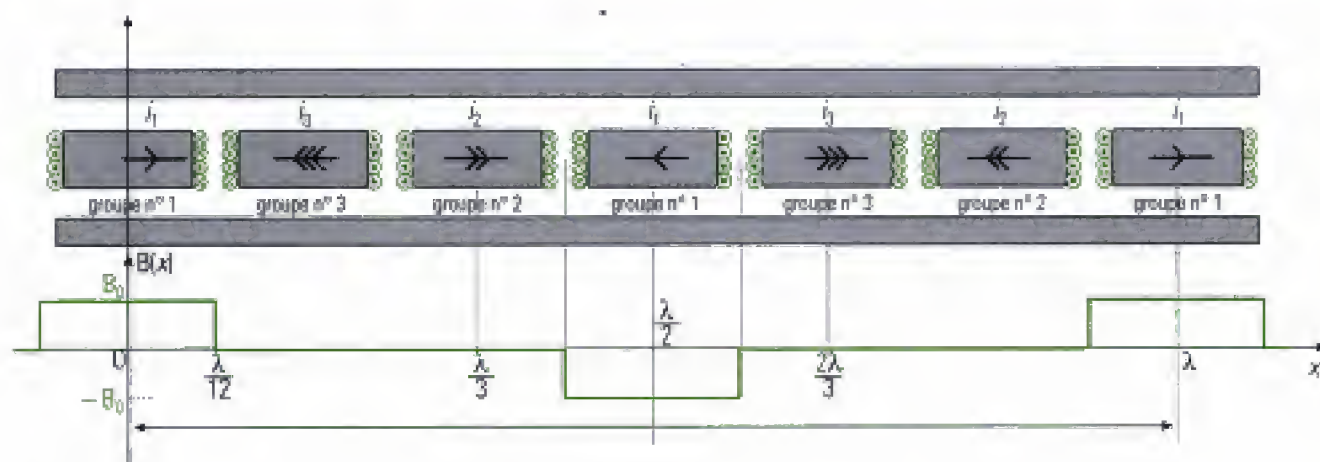 i1 i3 i2 i1 i3 i2 i1
groupe n° 1 groupe n° 3 groupe n° 2 groupe n° 1 groupe n° 3 groupe n° 2 groupe n° 1
B(x)
B0
λ/2
O λ/12 λ/3 2λ/3 λ x
− B0